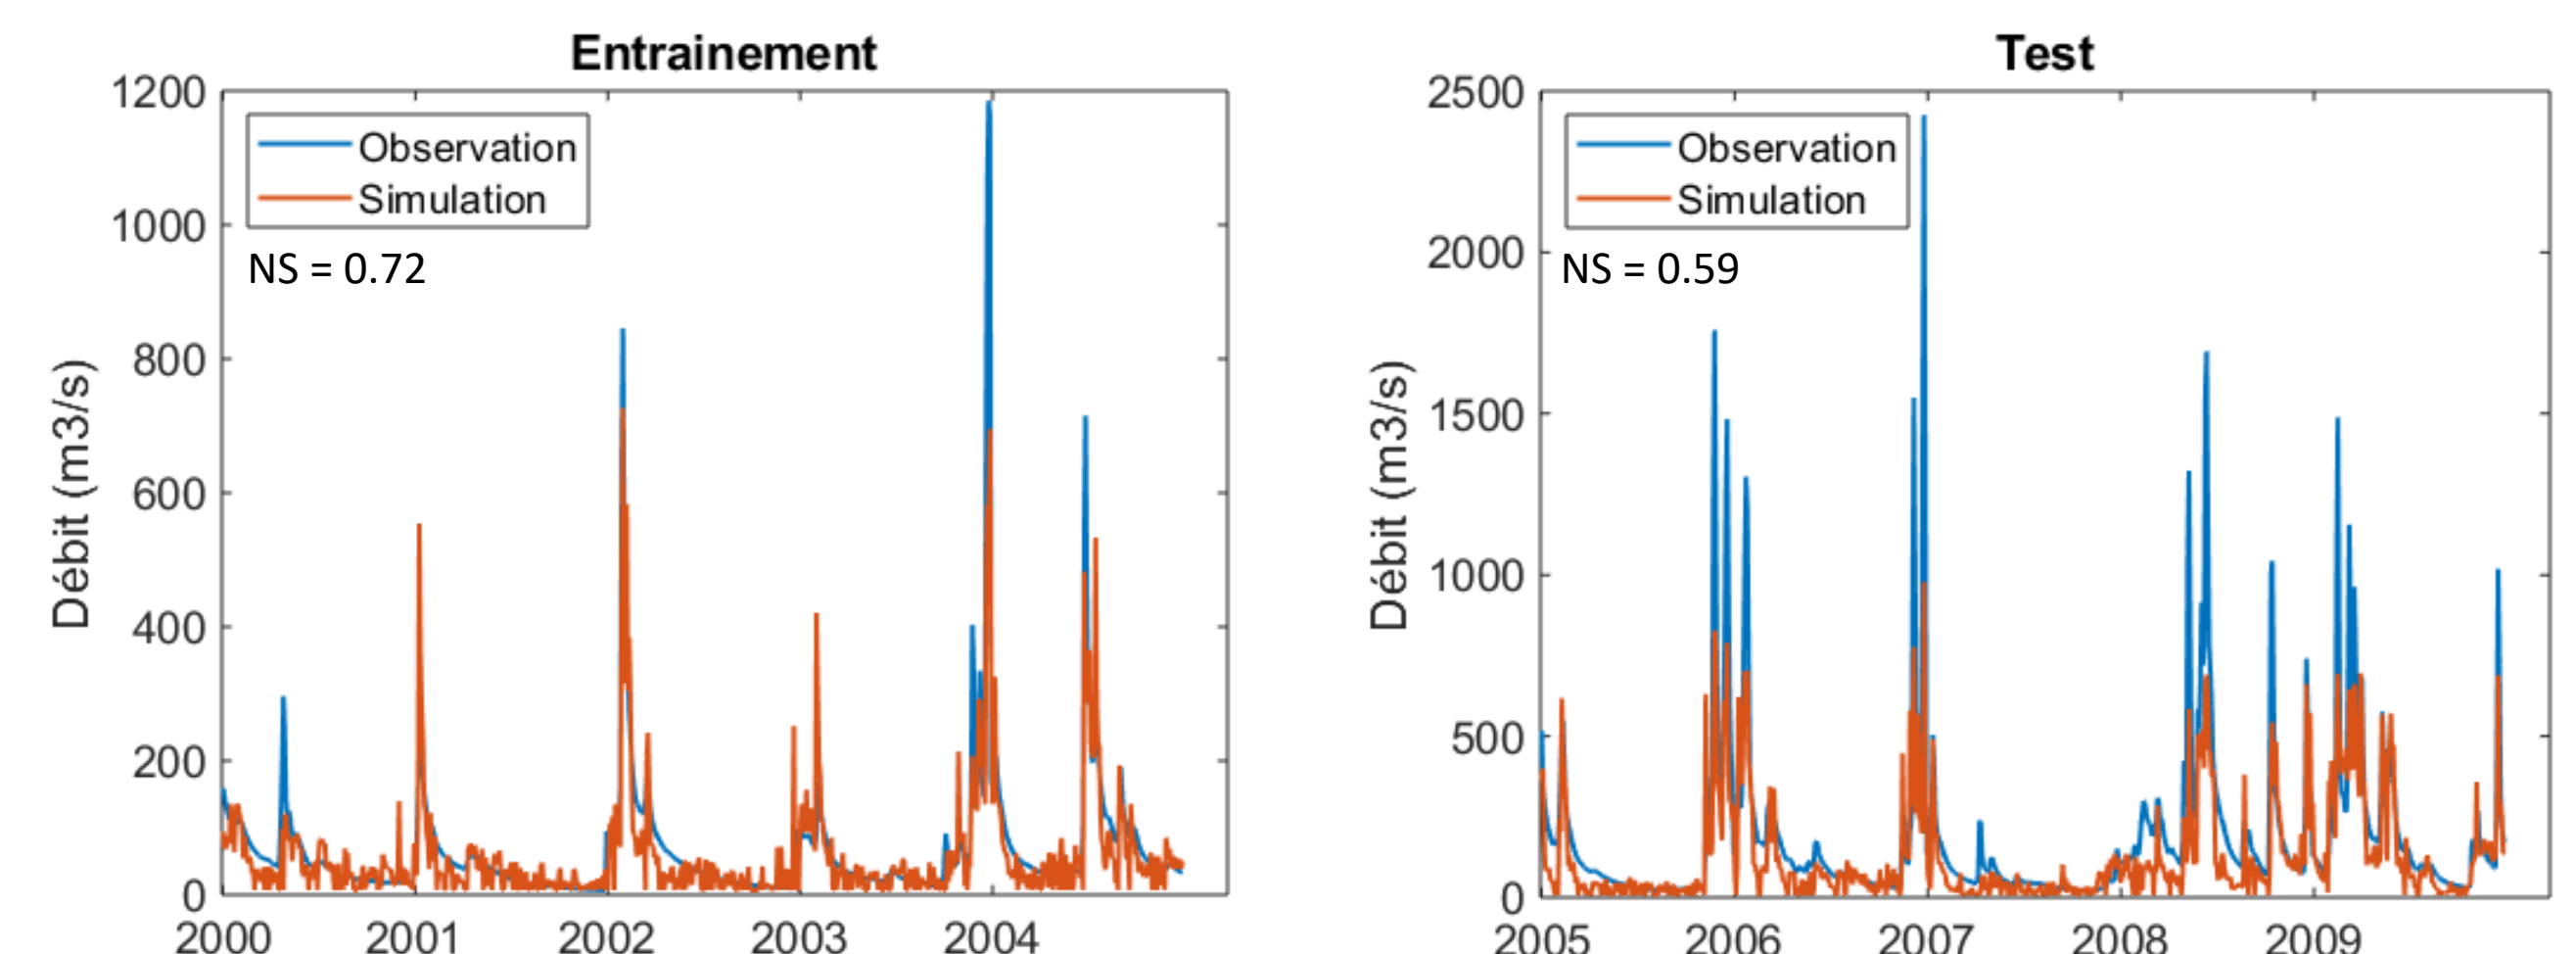 Entrainement
1200
1000
800
600
400
200
0
Débit (m3/s)
Observation
Simulation
NS = 0.72
2000 2001 2002 2003 2004
Test
2500
2000
1500
1000
500
0
Débit (m3/s)
Observation
Simulation
NS = 0.59
2005 2006 2007 2008 2009